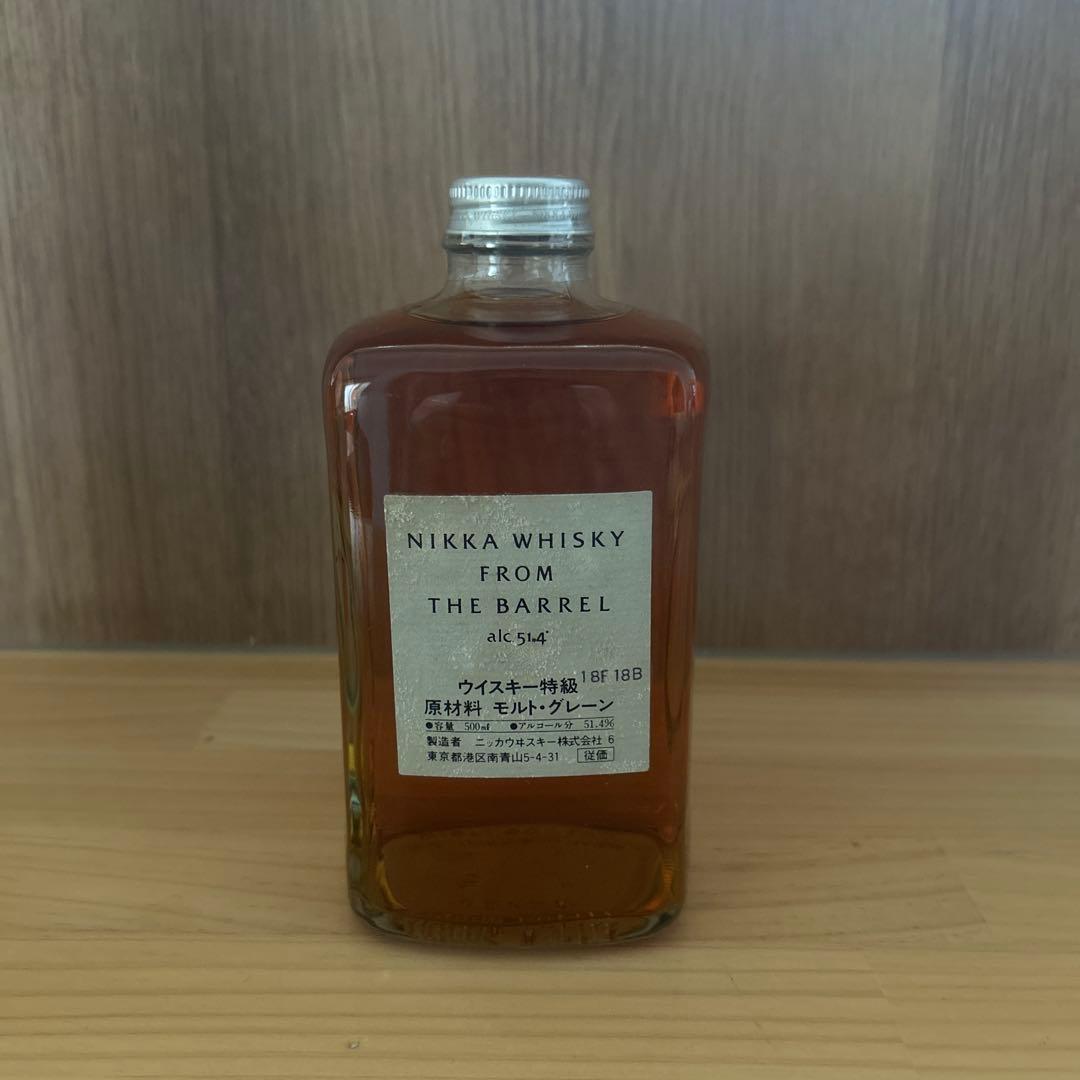 NIKKA WHISKY
FROM
THE BARREL
alc.51.4°
18F18B
ウイスキー特級
原材料 モルト・グレーン
●容量 500㎖ ●アルコール分 51.4%
製造者 ニッカウヰスキー株式会社 6
東京都港区南青山5-4-31 従価